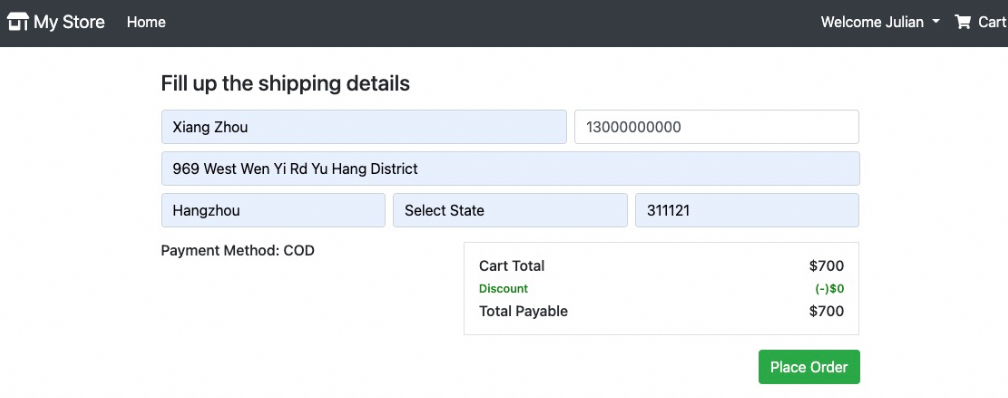 My Store Home Welcome Julian Cart
Fill up the shipping details
Xiang Zhou 13000000000
969 West Wen Yi Rd Yu Hang District
Hangzhou Select State 311121
Payment Method: COD
Cart Total $700
Discount (-)$0
Total Payable $700
Place Order